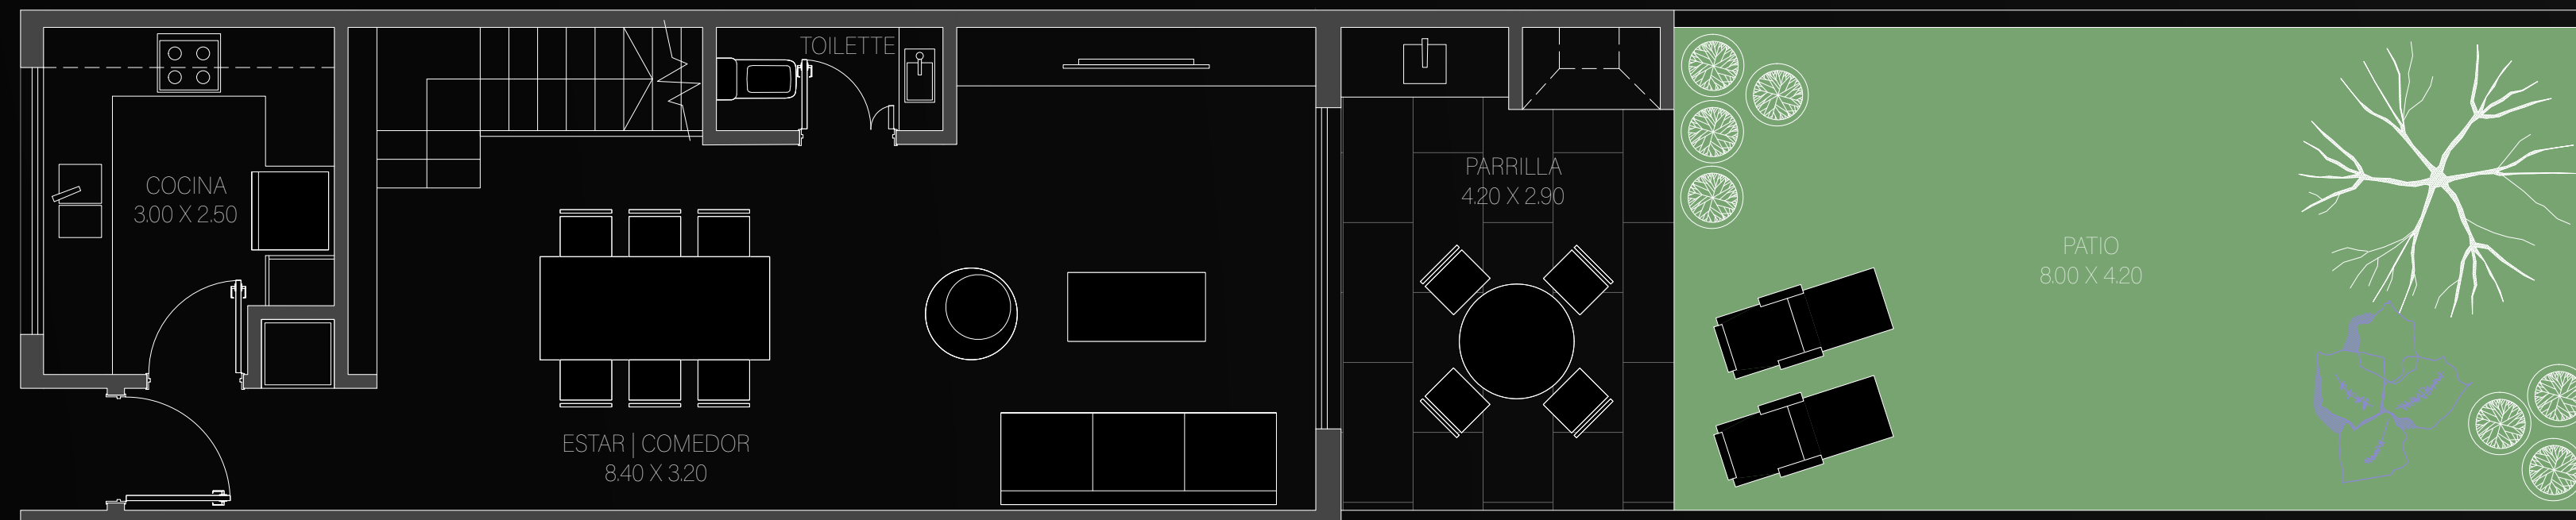 TOILETTE
COCINA
3.00 X 2.50
PARRILLA
4.20 X 2.90
PATIO
8.00 X 4.20
ESTAR | COMEDOR
8.40 X 3.20